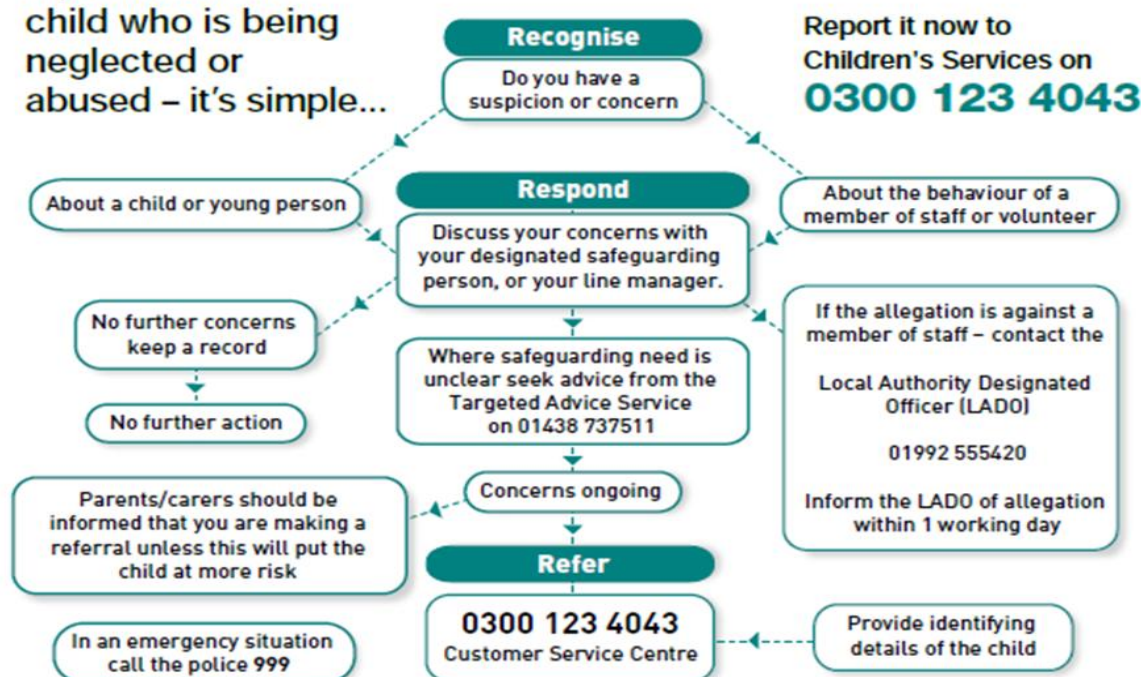 child who is being
neglected or
abused – it's simple...
Report it now to
Children's Services on
0300 123 4043
Recognise
Do you have a
suspicion or concern
About a child or young person
About the behaviour of a
member of staff or volunteer
Respond
Discuss your concerns with
your designated safeguarding
person, or your line manager.
No further concerns
keep a record
No further action
Where safeguarding need is
unclear seek advice from the
Targeted Advice Service
on 01438 737511
If the allegation is against a
member of staff – contact the
Local Authority Designated
Officer (LADO)
01992 555420
Inform the LADO of allegation
within 1 working day
Concerns ongoing
Parents/carers should be
informed that you are making a
referral unless this will put the
child at more risk
Refer
0300 123 4043
Customer Service Centre
Provide identifying
details of the child
In an emergency situation
call the police 999